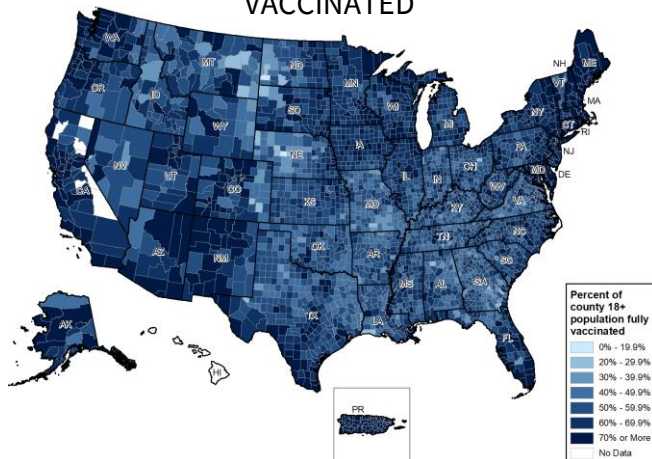 VACCINATED
WA
MT
ND
MN
NH
ME
VT
OR
ID
SD
WI
MI
NY
MA
WY
CT
RI
IA
PA
NJ
NV
NE
OH
MD
DE
UT
CO
IL
IN
WV
CA
KS
MO
KY
VA
TN
NC
AZ
NM
OK
AR
SC
MS
AL
GA
TX
LA
FL
AK
HI
PR
Percent of
county 18+
population fully
vaccinated
0% - 19.9%
20% - 29.9%
30% - 39.9%
40% - 49.9%
50% - 59.9%
60% - 69.9%
70% or More
No Data